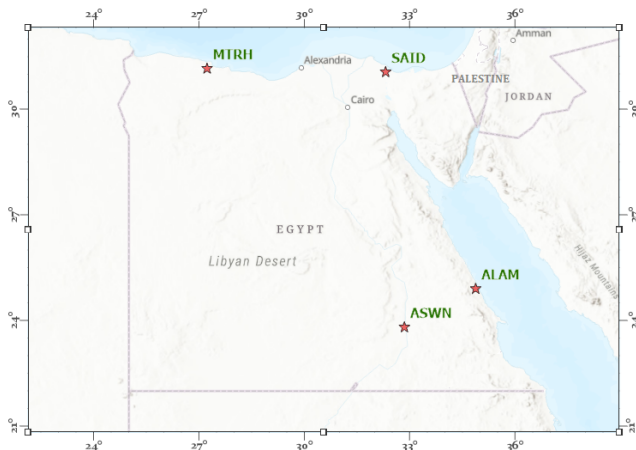 24° 27° 30° 33° 36°
Amman
MTRH
SAID
Alexandria
PALESTINE
30° 30°
Cairo
JORDAN
27° 27°
EGYPT
Libyan Desert
Hijaz Mountains
ALAM
ASWN
24° 24°
21° 21°
24° 27° 30° 33° 36°